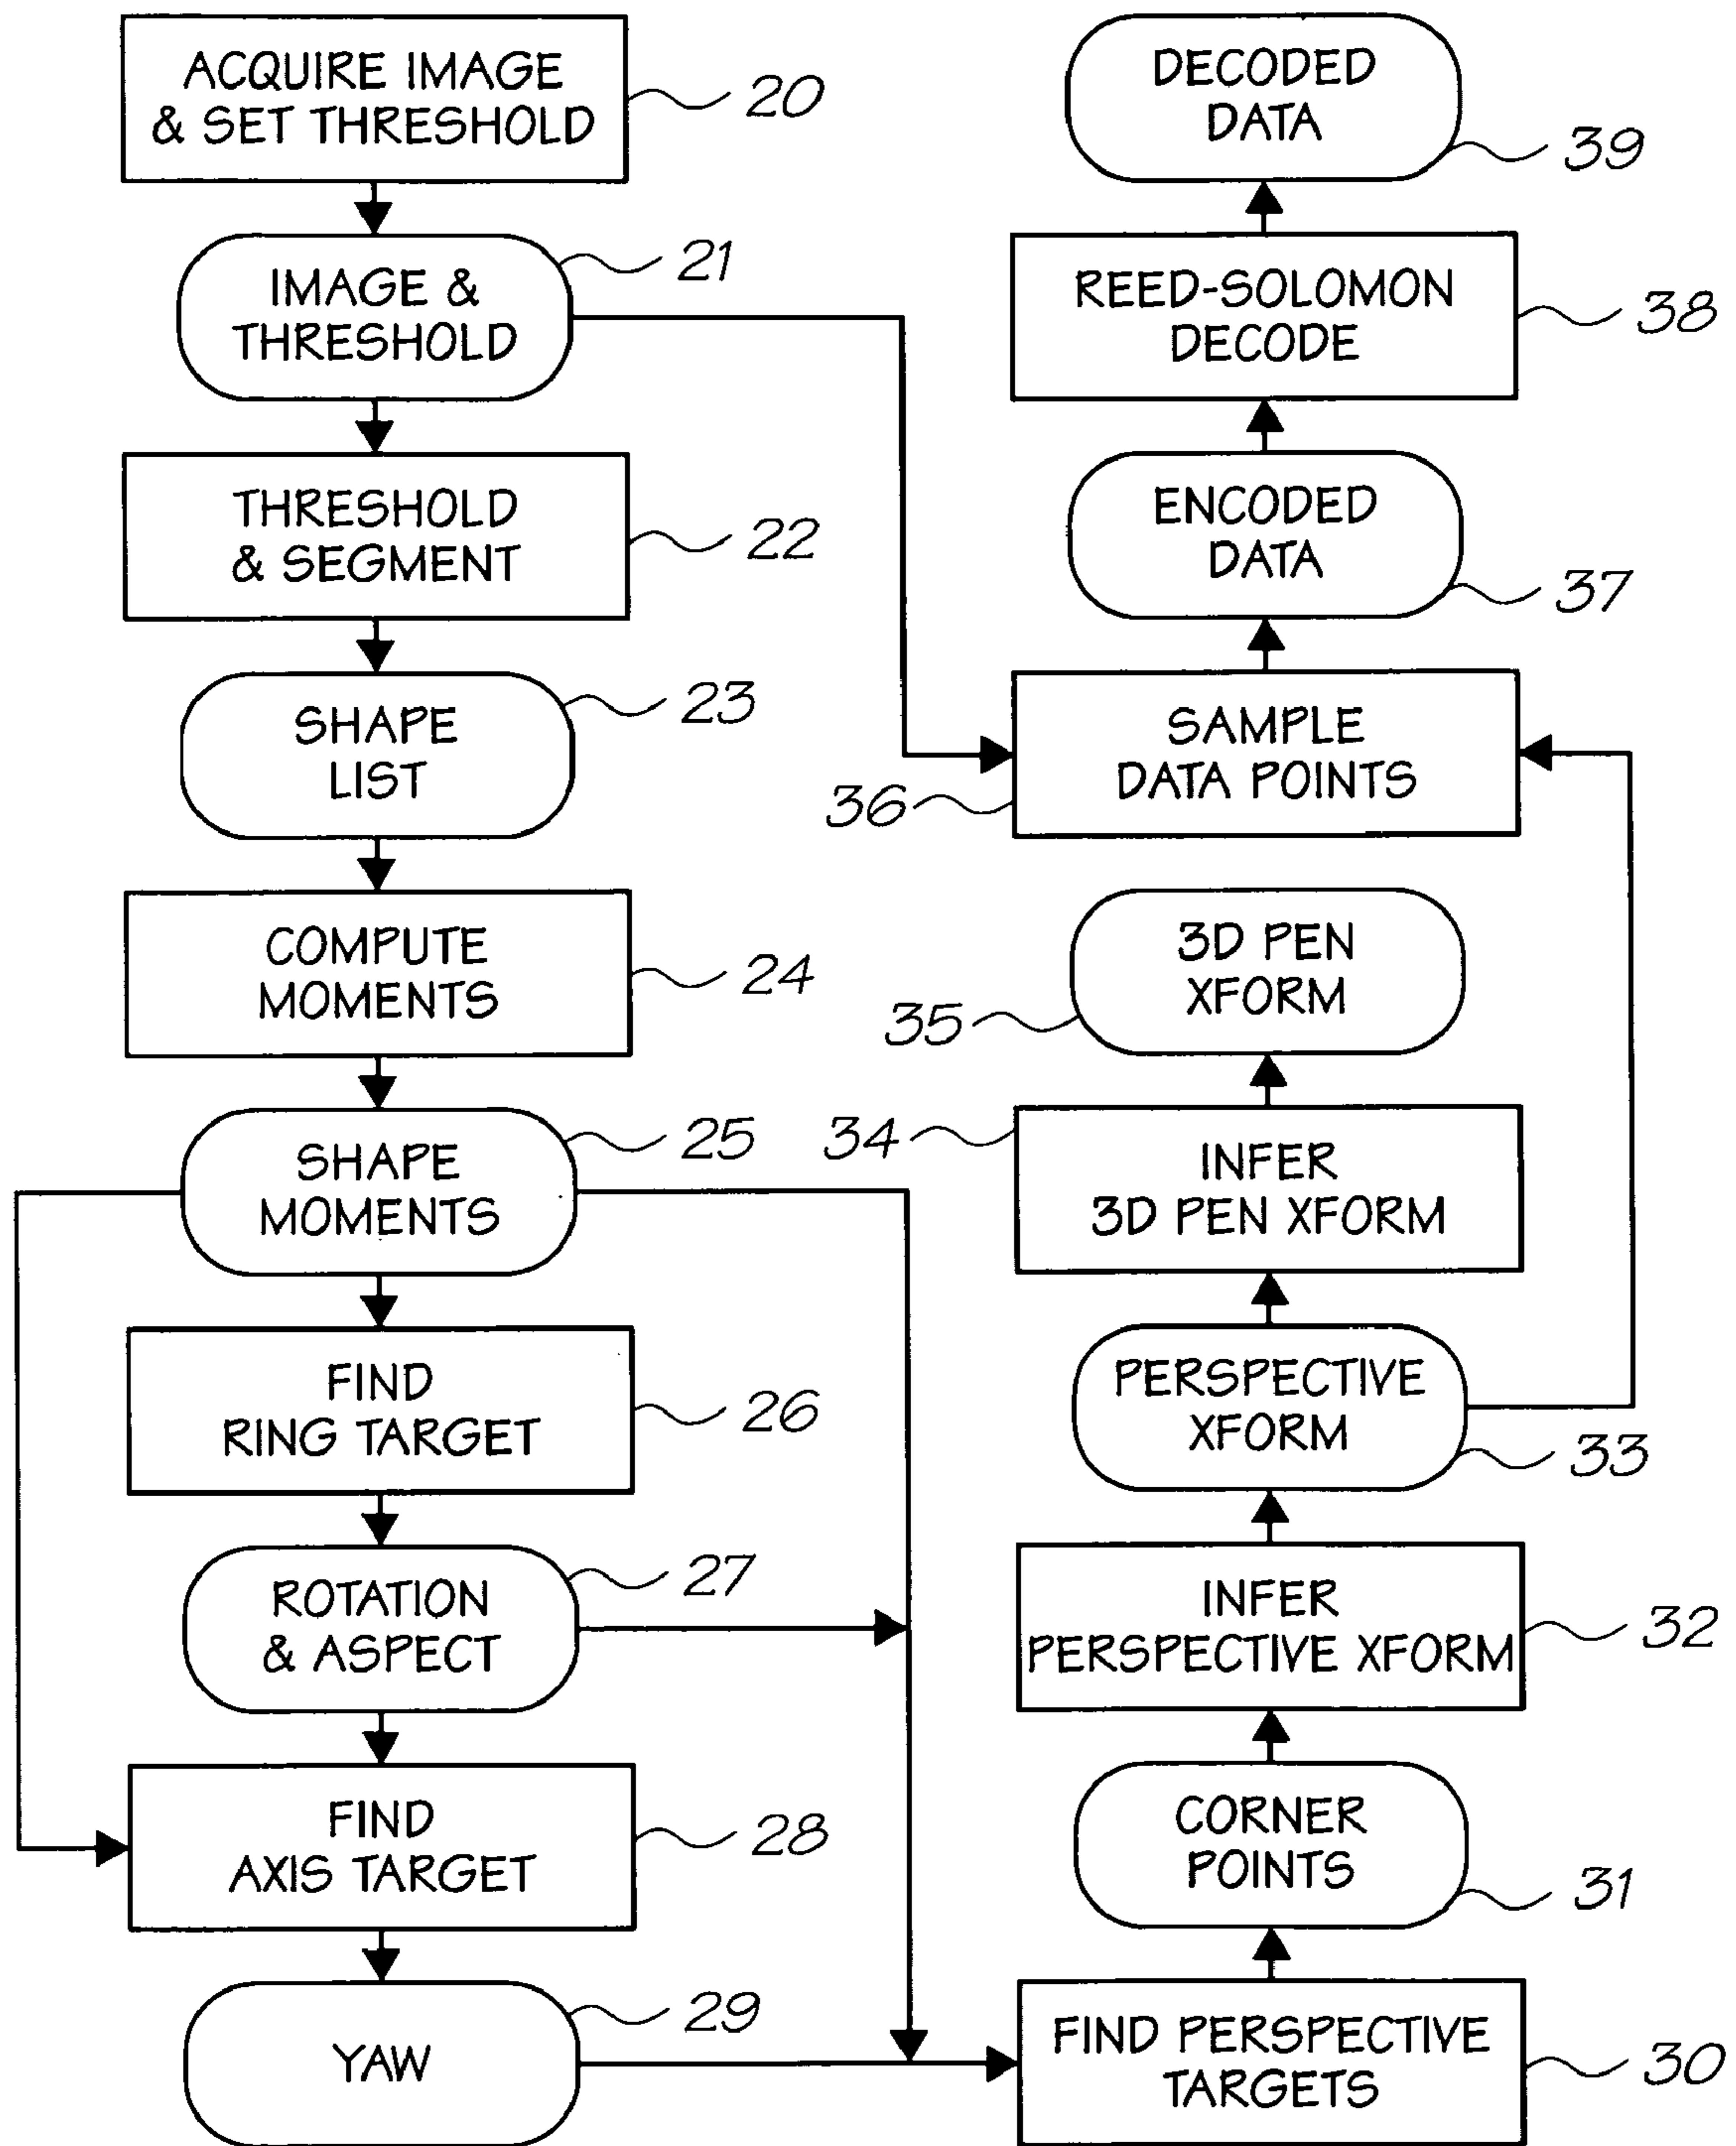 ACQUIRE IMAGE
& SET THRESHOLD
20
IMAGE &
THRESHOLD
21
THRESHOLD
& SEGMENT
22
SHAPE
LIST
23
COMPUTE
MOMENTS
24
SHAPE
MOMENTS
25
FIND
RING TARGET
26
ROTATION
& ASPECT
27
FIND
AXIS TARGET
28
YAW
29
DECODED
DATA
39
REED-SOLOMON
DECODE
38
ENCODED
DATA
37
SAMPLE
DATA POINTS
36
3D PEN
XFORM
35
INFER
3D PEN XFORM
34
PERSPECTIVE
XFORM
33
INFER
PERSPECTIVE XFORM
32
CORNER
POINTS
31
FIND PERSPECTIVE
TARGETS
30